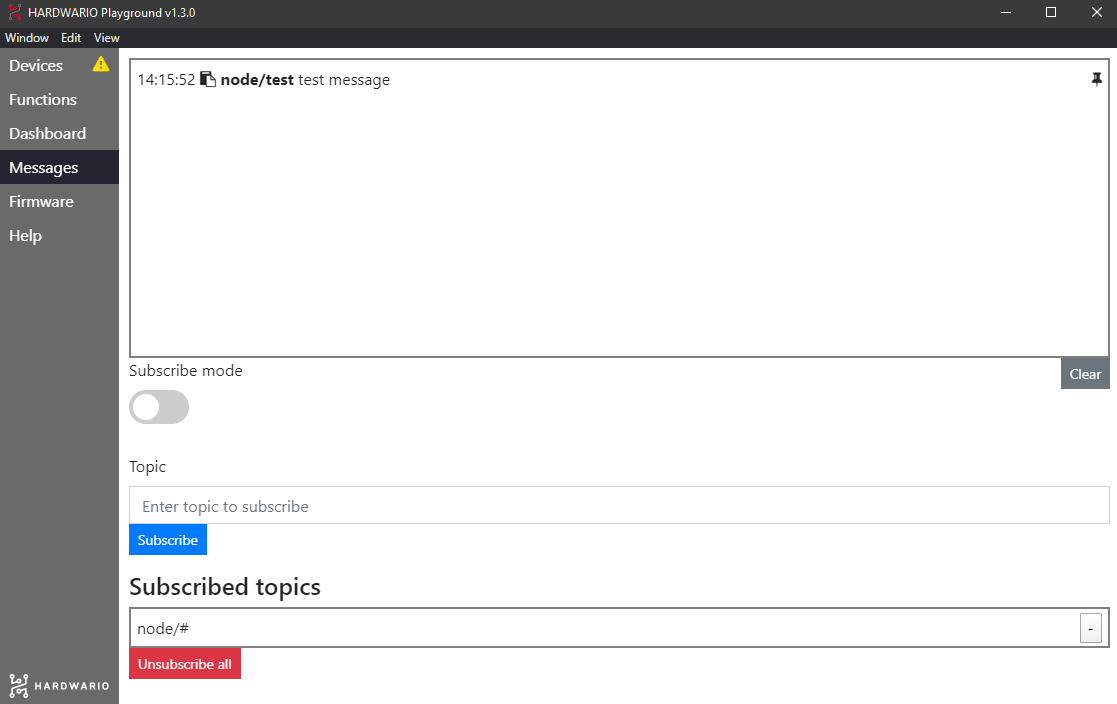 HARDWARIO Playground v1.3.0
Window Edit View
Devices
Functions
Dashboard
Messages
Firmware
Help
HARDWARIO
14:15:52 node/test test message
Subscribe mode
Clear
Topic
Enter topic to subscribe
Subscribe
Subscribed topics
node/#
-
Unsubscribe all